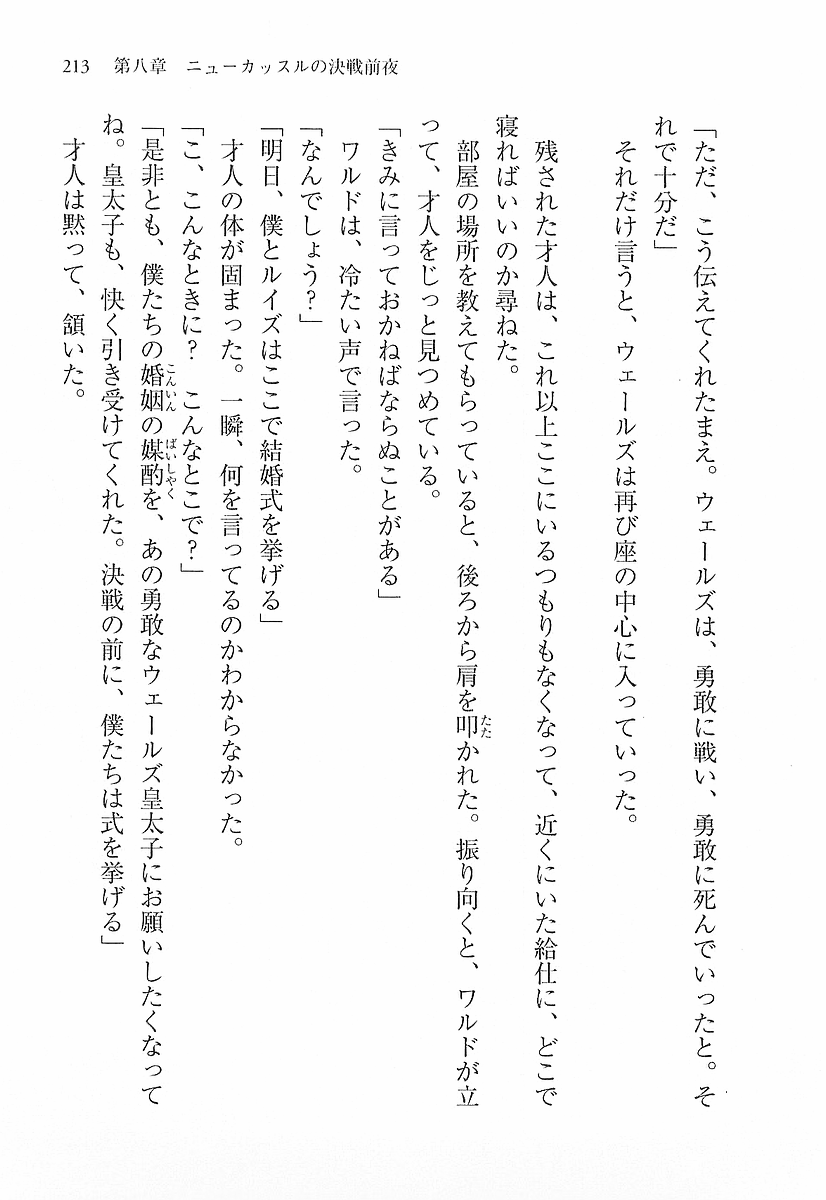 213　第八章　ニューカッスルの決戦前夜
「ただ、こう伝えてくれたまえ。ウェールズは、勇敢に戦い、勇敢に死んでいったと。そ
れで十分だ」
それだけ言うと、ウェールズは再び座の中心に入っていった。
残された才人は、これ以上ここにいるつもりもなくなって、近くにいた給仕に、どこで
寝ればいいのか尋ねた。
部屋の場所を教えてもらっていると、後ろから肩を叩かれた。振り向くと、ワルドが立
って、才人をじっと見つめている。
「きみに言っておかねばならぬことがある」
ワルドは、冷たい声で言った。
「なんでしょう？」
「明日、僕とルイズはここで結婚式を挙げる」
才人の体が固まった。一瞬、何を言ってるのかわからなかった。
「こ、こんなときに？　こんなとこで？」
「是非とも、僕たちの婚姻の媒酌を、あの勇敢なウェールズ皇太子にお願いしたくなって
ね。皇太子も、快く引き受けてくれた。決戦の前に、僕たちは式を挙げる」
才人は黙って、頷いた。